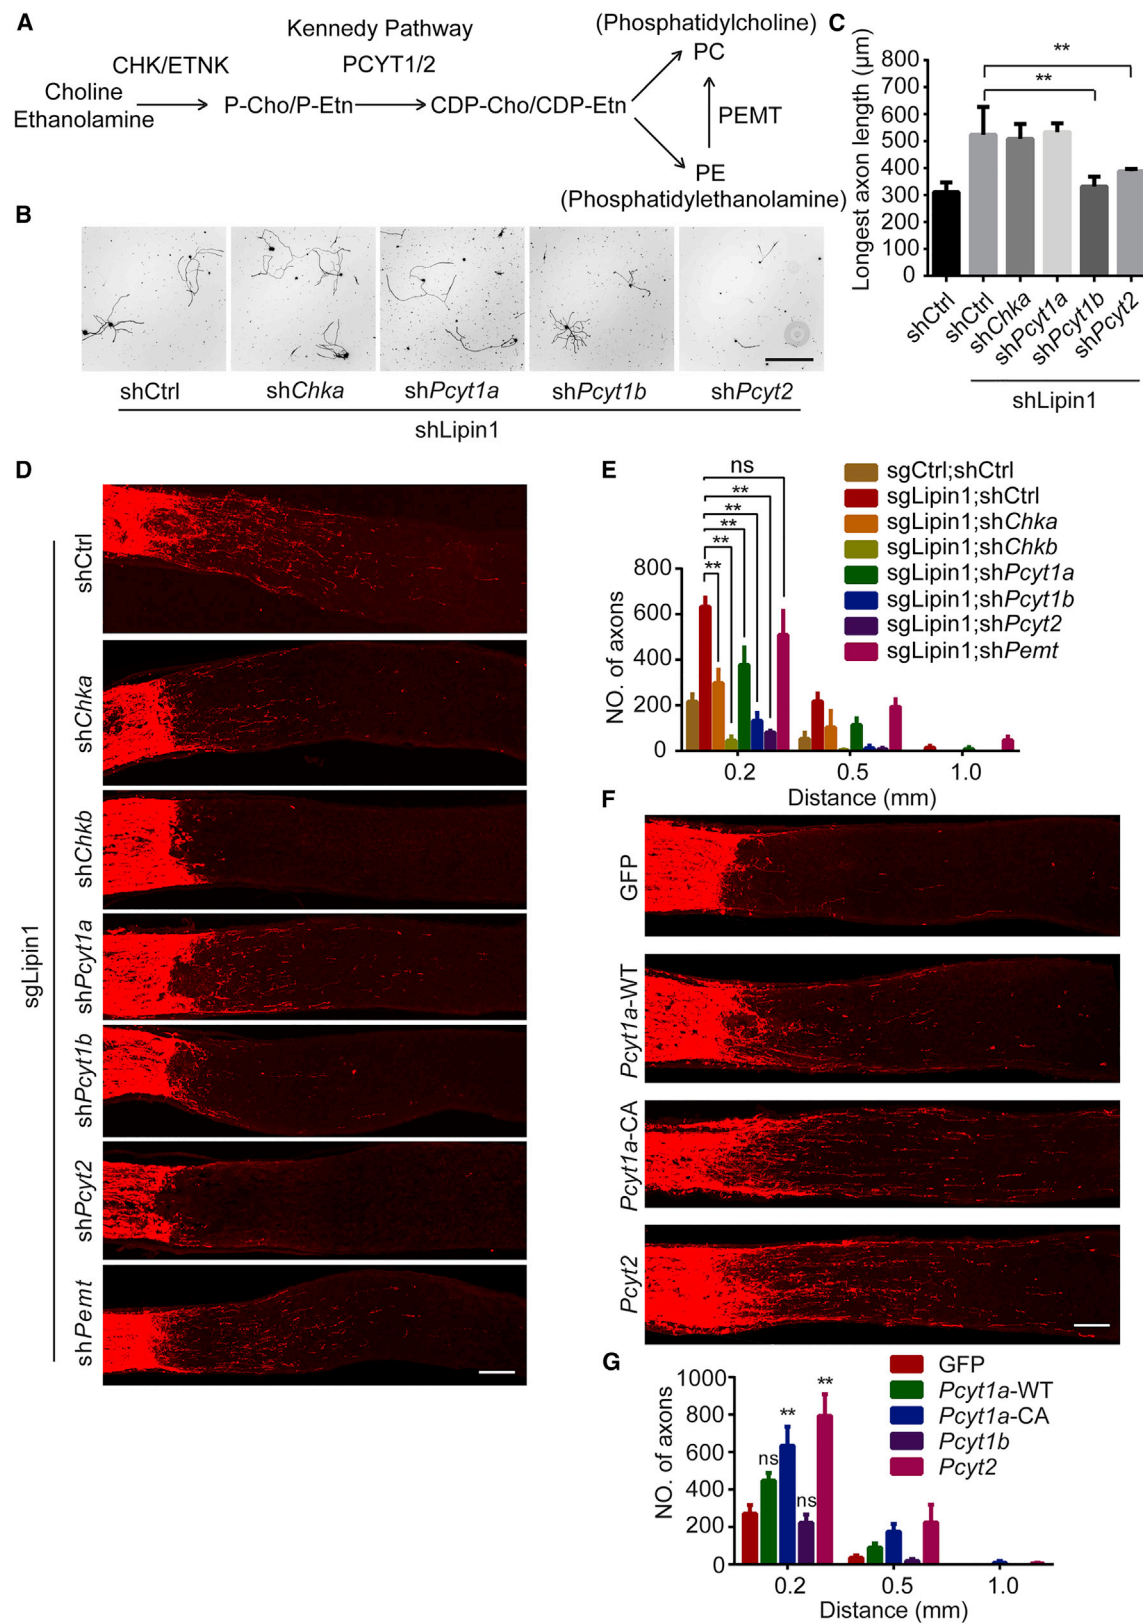 A
Kennedy Pathway
(Phosphatidylcholine)
CHK/ETNK
PCYT1/2
PC
Choline
Ethanolamine
P-Cho/P-Etn
CDP-Cho/CDP-Etn
PEMT
PE
(Phosphatidylethanolamine)
B
shCtrl
shChka
shPcyt1a
shPcyt1b
shPcyt2
shLipin1
C
Longest axon length (μm)
800
700
600
500
400
300
200
100
0
**
**
shCtrl
shCtrl
shChka
shPcyt1a
shPcyt1b
shPcyt2
shLipin1
D
sgLipin1
shCtrl
shChka
shChkb
shPcyt1a
shPcyt1b
shPcyt2
shPemt
E
ns
**
**
**
**
**
sgCtrl;shCtrl
sgLipin1;shCtrl
sgLipin1;shChka
sgLipin1;shChkb
sgLipin1;shPcyt1a
sgLipin1;shPcyt1b
sgLipin1;shPcyt2
sgLipin1;shPemt
NO. of axons
800
600
400
200
0
0.2
0.5
1.0
Distance (mm)
F
GFP
Pcyt1a-WT
Pcyt1a-CA
Pcyt2
G
GFP
Pcyt1a-WT
Pcyt1a-CA
Pcyt1b
Pcyt2
NO. of axons
1000
800
600
400
200
0
ns
**
ns
**
0.2
0.5
1.0
Distance (mm)